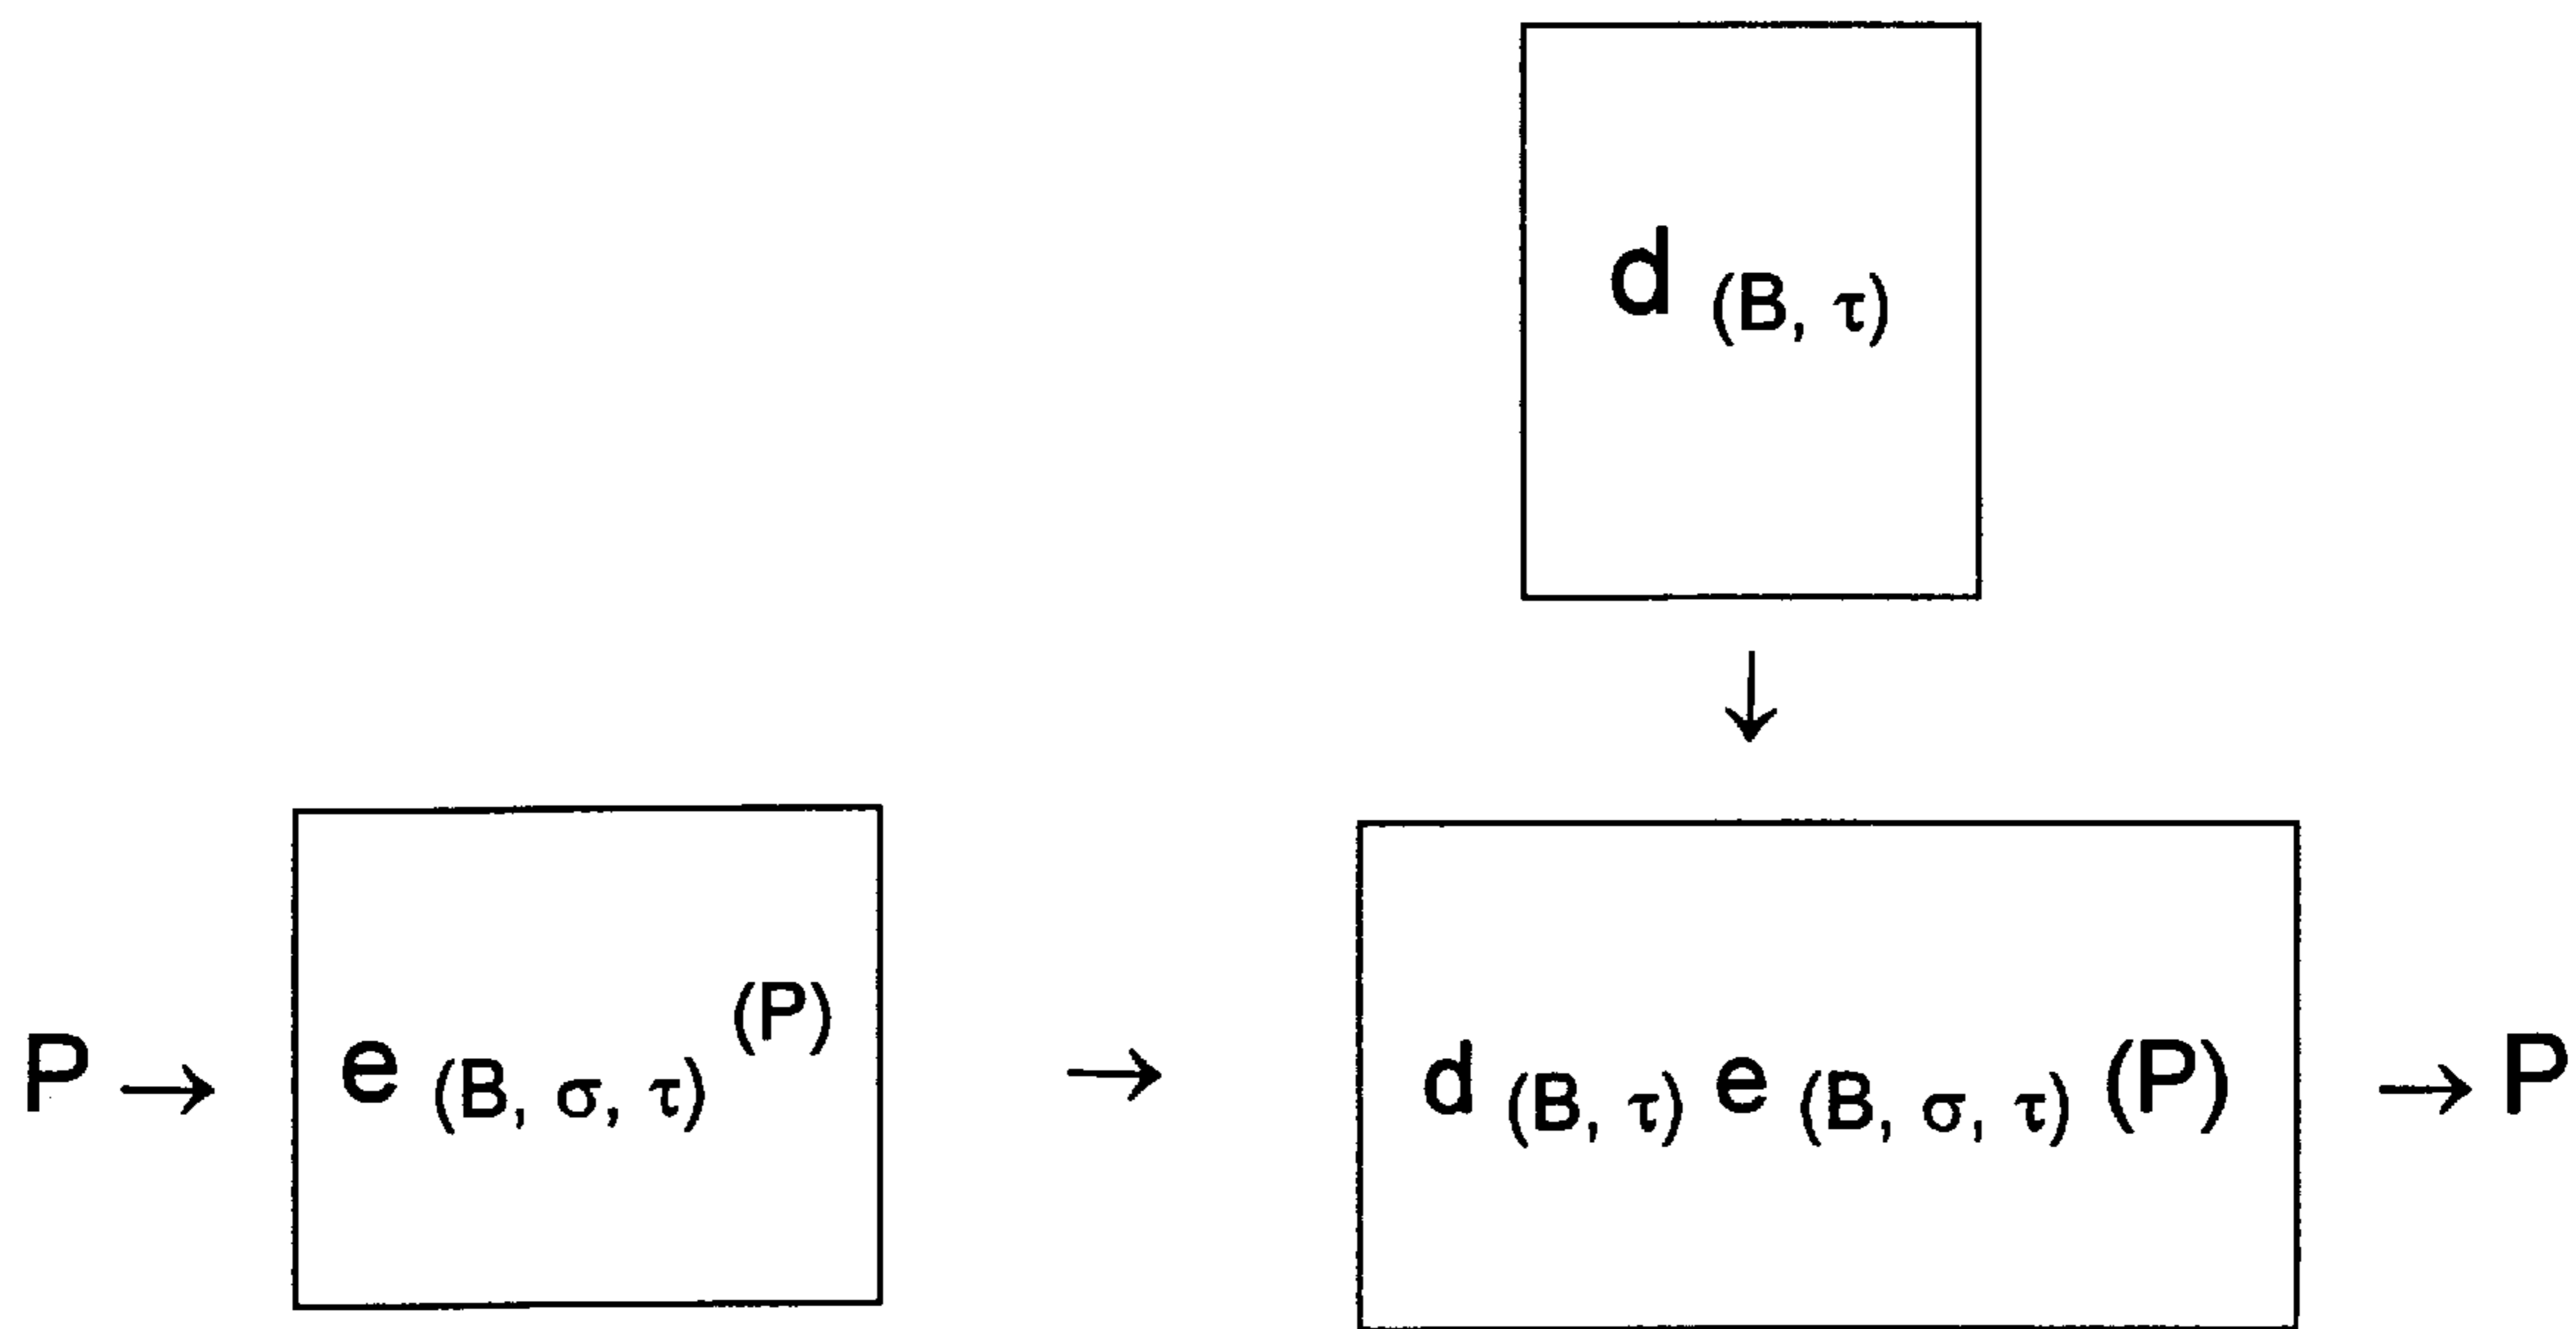 d (B, τ)
↓
P → e (B, σ, τ) (P) → d (B, τ) e (B, σ, τ) (P) → P